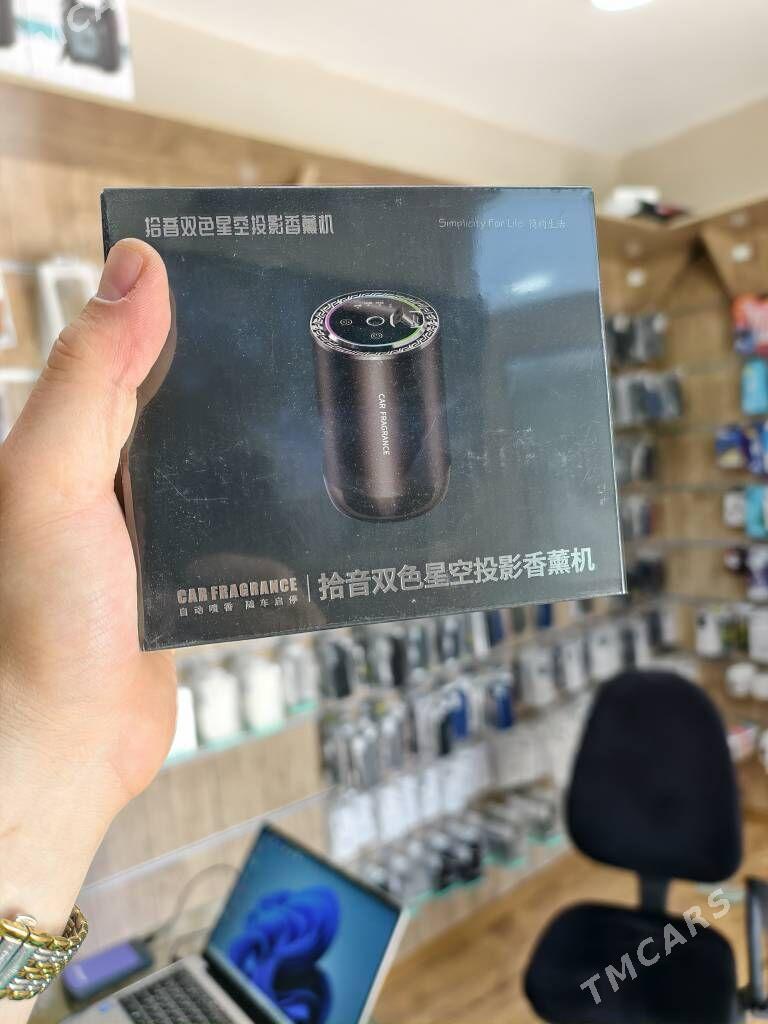 拾音双色星空投影香薰机
Simplicity For Life 简约生活
CAR FRAGRANCE
CAR FRAGRANCE
自动喷香 随车启停
拾音双色星空投影香薰机
TMCARS